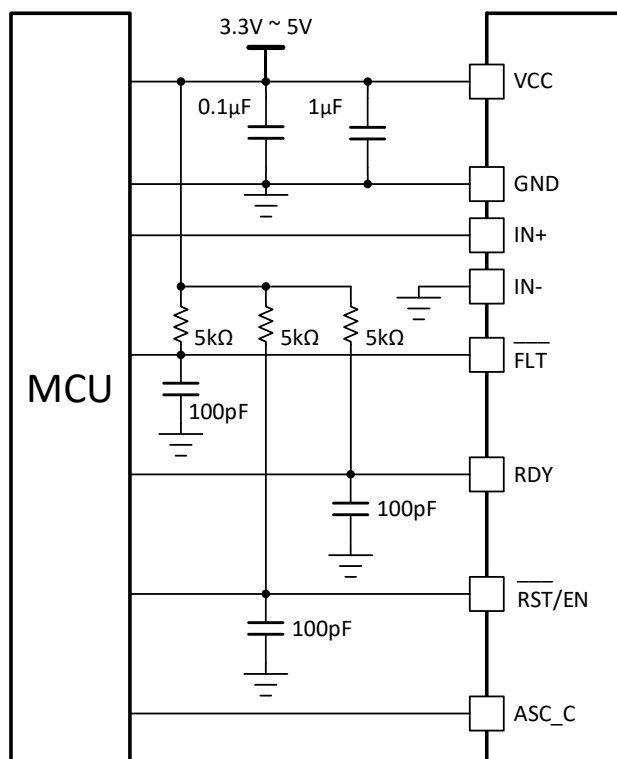 3.3V ~ 5V
VCC
0.1µF
1µF
GND
IN+
IN-
5kΩ
5kΩ
5kΩ
FLT
MCU
100pF
RDY
100pF
RST/EN
100pF
ASC_C